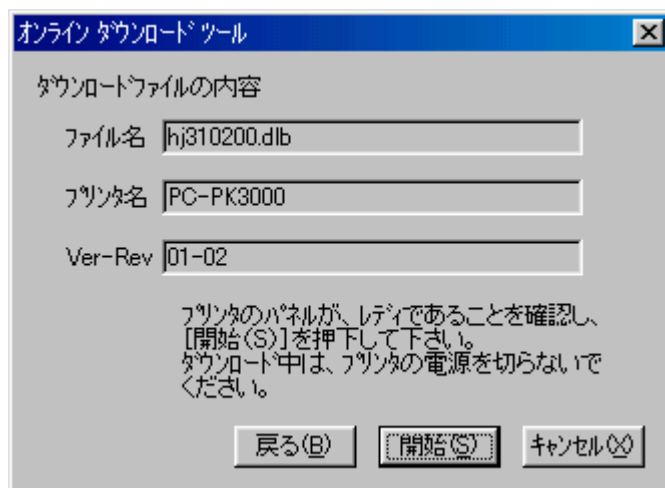 オンライン ダウンロード ツール
ダウンロードファイルの内容
ファイル名 hj310200.dlb
プリンタ名 PC-PK3000
Ver-Rev 01-02
プリンタのパネルが、レディであることを確認し、
[開始(S)]を押下して下さい。
ダウンロード中は、プリンタの電源を切らないで
ください。
戻る(B) 開始(S) キャンセル(X)